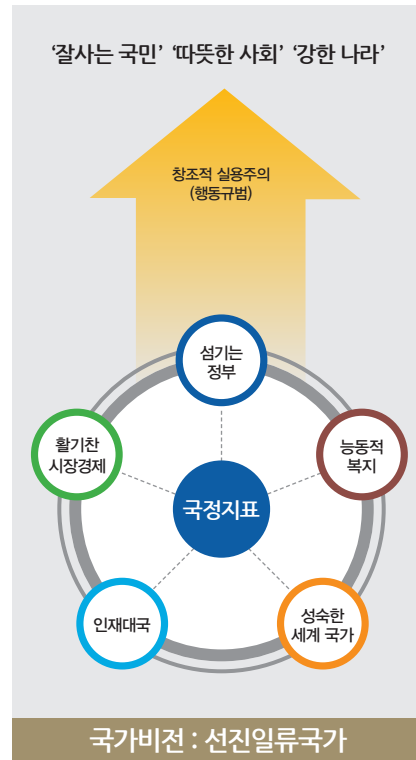 ‘잘사는 국민’ ‘따뜻한 사회’ ‘강한 나라’
창조적 실용주의
(행동규범)
섬기는
정부
활기찬
시장경제
능동적
복지
국정지표
인재대국
성숙한
세계 국가
국가비전 : 선진일류국가